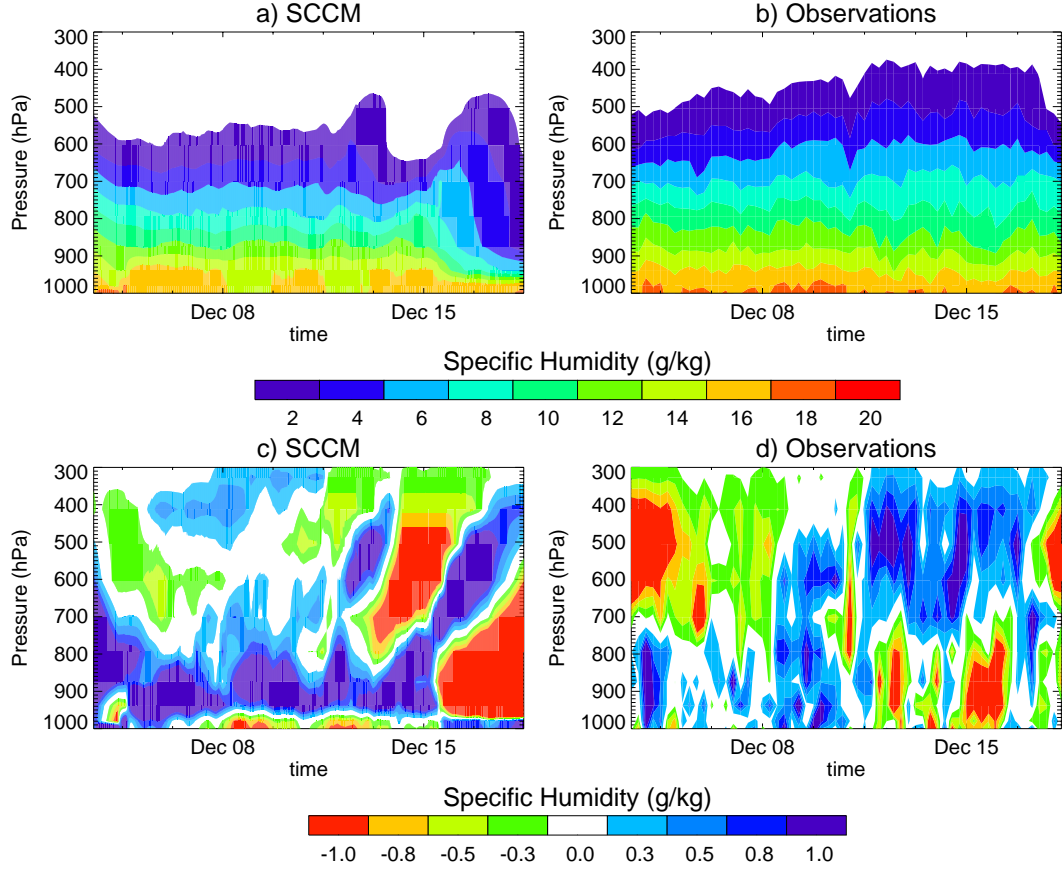 a) SCCM
b) Observations
300
400
500
600
700
800
900
1000
Pressure (hPa)
Dec 08
Dec 15
time
300
400
500
600
700
800
900
1000
Pressure (hPa)
Dec 08
Dec 15
time
Specific Humidity (g/kg)
2 4 6 8 10 12 14 16 18 20
c) SCCM
d) Observations
300
400
500
600
700
800
900
1000
Pressure (hPa)
Dec 08
Dec 15
time
300
400
500
600
700
800
900
1000
Pressure (hPa)
Dec 08
Dec 15
time
Specific Humidity (g/kg)
-1.0 -0.8 -0.5 -0.3 0.0 0.3 0.5 0.8 1.0